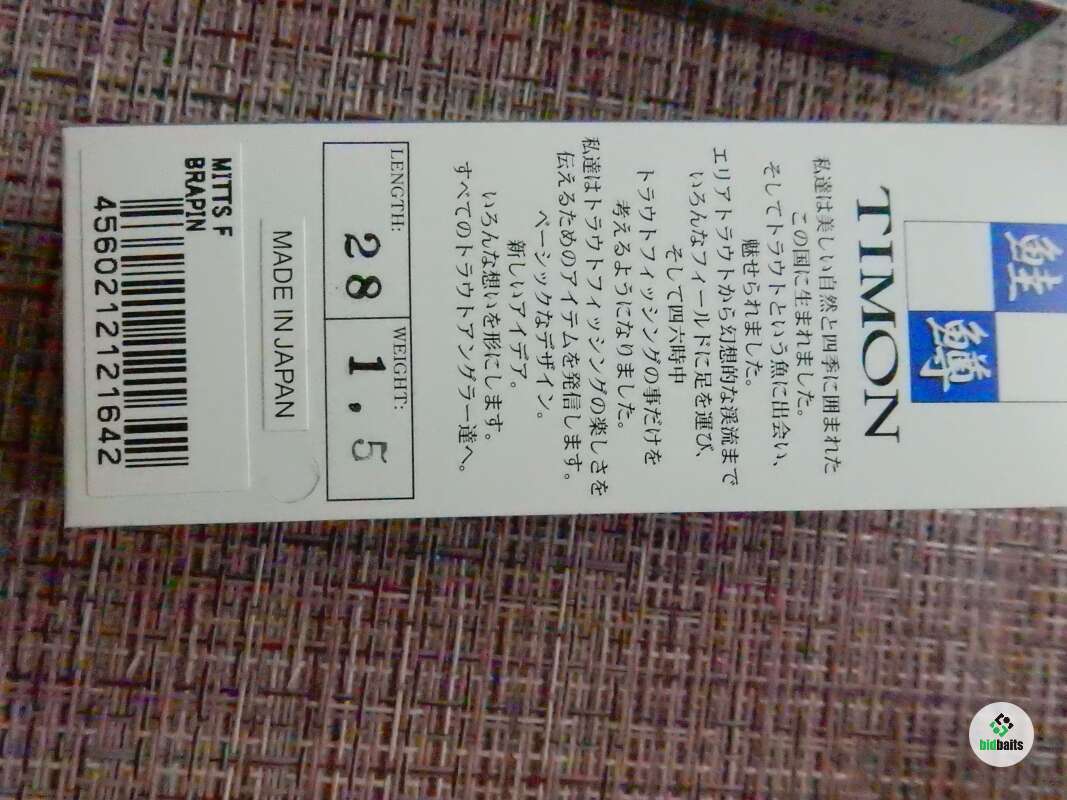 鮭
鱒
TIMON
私達は美しい自然と四季に囲まれた
この国に生まれました。
そしてトラウトという魚に出会い、
魅せられました。
エリアトラウトから幻想的な渓流まで
いろんなフィールドに足を運び、
そして四六時中
トラウトフィッシングの事だけを
考えるようになりました。
私達はトラウトフィッシングの楽しさを
伝えるためのアイテムを発信します。
ベーシックなデザイン。
新しいアイデア。
いろんな想いを形にします。
すべてのトラウトアングラー達へ。
LENGTH: WEIGHT:
28 1.5
MADE IN JAPAN
MITTS F
BRAPIN
4560212121642
bidbaits